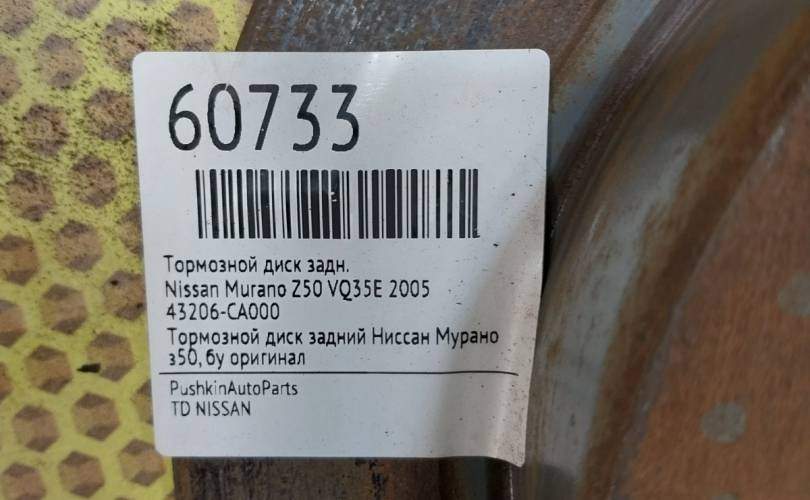 60733
Тормозной диск задн.
Nissan Murano Z50 VQ35E 2005
43206-CA000
Тормозной диск задний Ниссан Мурано
з50, бу оригинал
PushkinAutoParts
TD NISSAN